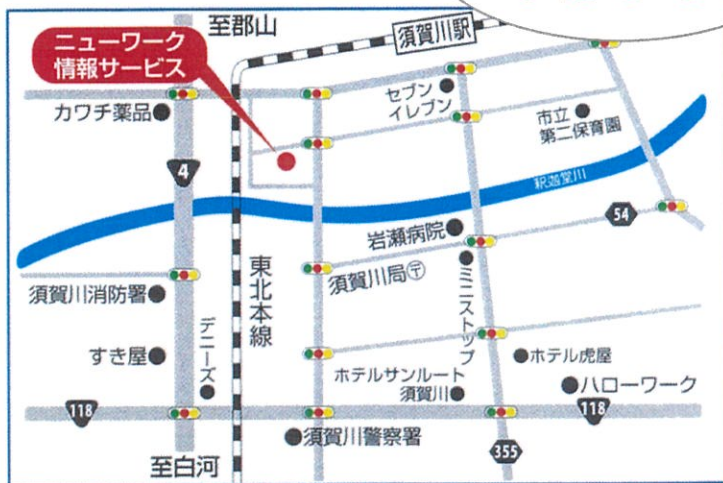 至郡山
須賀川駅
ニューワーク
情報サービス
カワチ薬品
セブン
イレブン
市立
第二保育園
4
釈迦堂川
54
岩瀬病院
須賀川局〒
ミニストップ
東北本線
須賀川消防署
デニーズ
すき屋
ホテル虎屋
ホテルサンルート
須賀川
ハローワーク
118
118
須賀川警察署
355
至白河